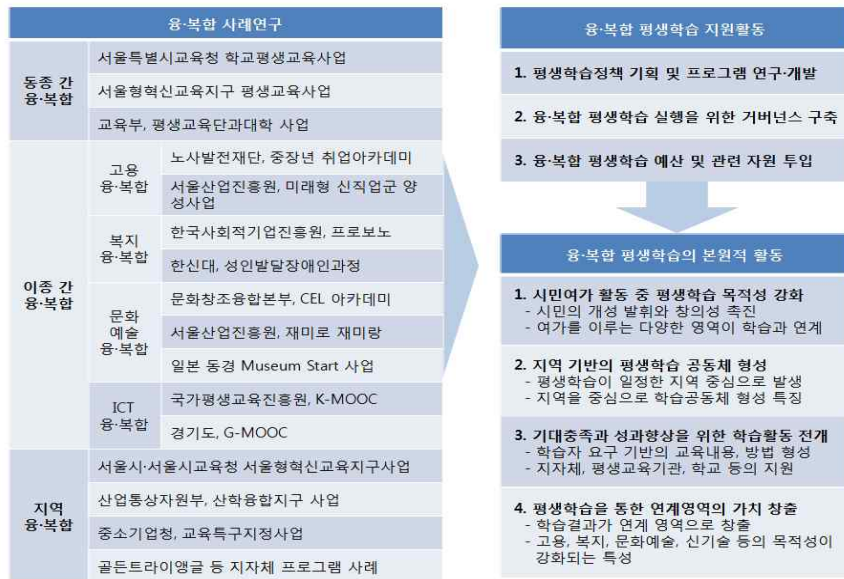 융·복합 사례연구
동종 간
융·복합
서울특별시교육청 학교평생교육사업
서울형혁신교육지구 평생교육사업
교육부, 평생교육단과대학 사업
이종 간
융·복합
고용
융·복합
노사발전재단, 중장년 취업아카데미
서울산업진흥원, 미래형 신직업군 양
성사업
복지
융·복합
한국사회적기업진흥원, 프로보노
한신대, 성인발달장애인과정
문화
예술
융·복합
문화창조융합본부, CEL 아카데미
서울산업진흥원, 재미로 재미랑
일본 동경 Museum Start 사업
ICT
융·복합
국가평생교육진흥원, K-MOOC
경기도, G-MOOC
지역
융·복합
서울시·서울시교육청 서울형혁신교육지구사업
산업통상자원부, 산학융합지구 사업
중소기업청, 교육특구지정사업
골든트라이앵글 등 지자체 프로그램 사례
융·복합 평생학습 지원활동
1. 평생학습정책 기획 및 프로그램 연구·개발
2. 융·복합 평생학습 실행을 위한 거버넌스 구축
3. 융·복합 평생학습 예산 및 관련 자원 투입
융·복합 평생학습의 본원적 활동
1. 시민여가 활동 중 평생학습 목적성 강화
- 시민의 개성 발휘와 창의성 촉진
- 여가를 이루는 다양한 영역이 학습과 연계
2. 지역 기반의 평생학습 공동체 형성
- 평생학습이 일정한 지역 중심으로 발생
- 지역을 중심으로 학습공동체 형성 특징
3. 기대충족과 성과향상을 위한 학습활동 전개
- 학습자 요구 기반의 교육내용, 방법 형성
- 지자체, 평생교육기관, 학교 등의 지원
4. 평생학습을 통한 연계영역의 가치 창출
- 학습결과가 연계 영역으로 창출
- 고용, 복지, 문화예술, 신기술 등의 목적성이
강화되는 특성